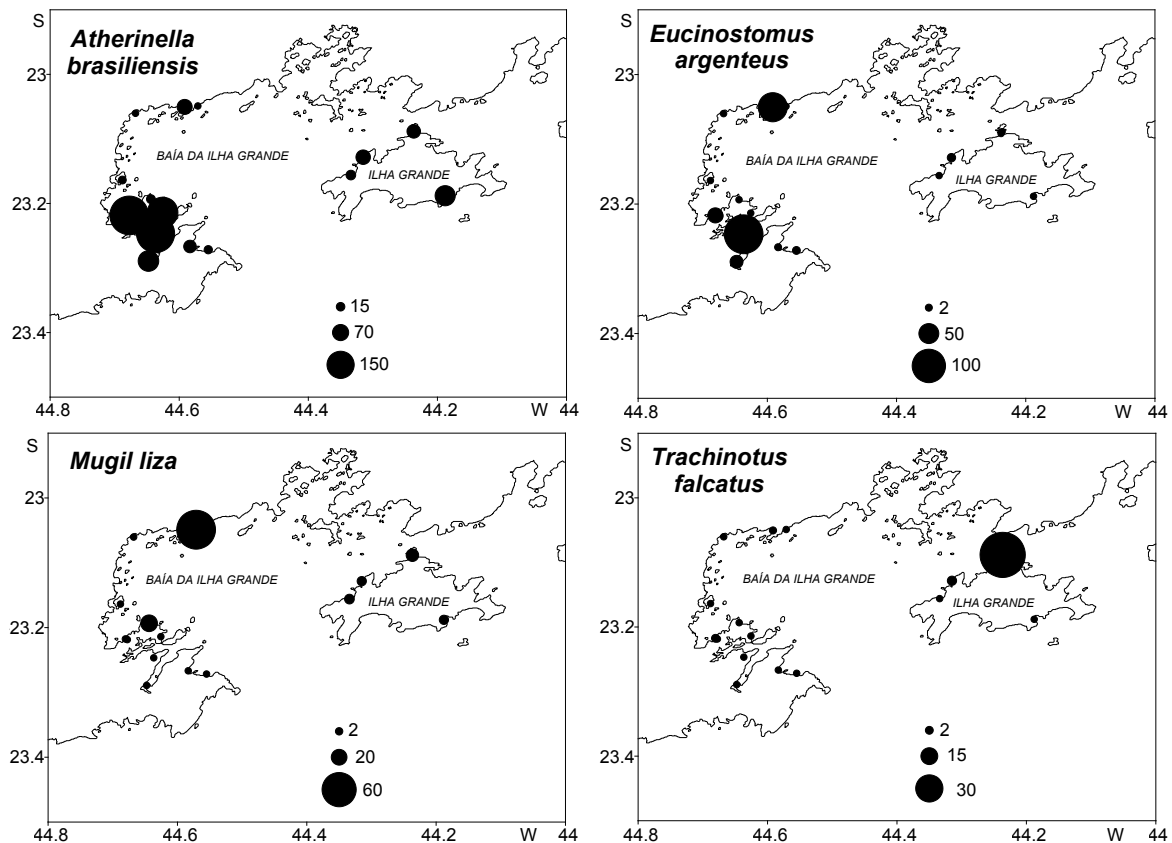 S
Atherinella
brasiliensis
23
BAÍA DA ILHA GRANDE
ILHA GRANDE
23.2
15
70
23.4
150
44.8 44.6 44.4 44.2 W 44
S
Eucinostomus
argenteus
23
BAÍA DA ILHA GRANDE
ILHA GRANDE
23.2
2
50
23.4
100
44.8 44.6 44.4 44.2 W 44
S
Mugil liza
23
BAÍA DA ILHA GRANDE
ILHA GRANDE
23.2
2
20
23.4
60
44.8 44.6 44.4 44.2 W 44
S
Trachinotus
falcatus
23
BAÍA DA ILHA GRANDE
ILHA GRANDE
23.2
2
15
23.4
30
44.8 44.6 44.4 44.2 W 44